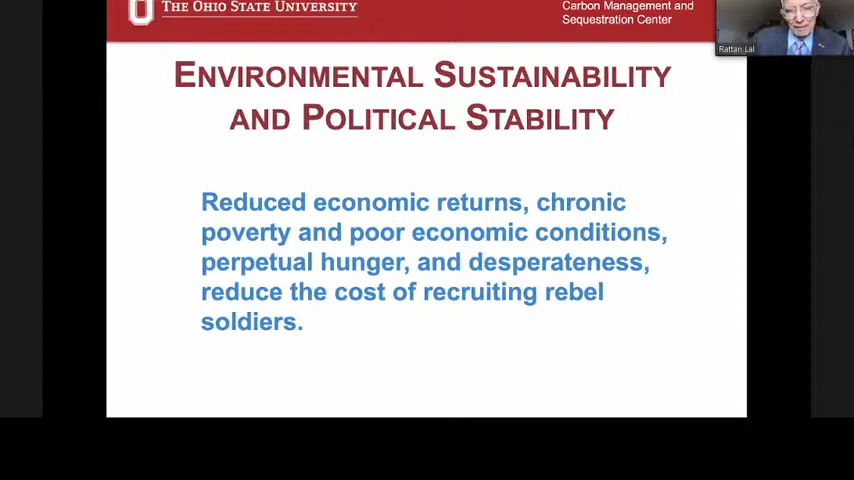 THE OHIO STATE UNIVERSITY
Carbon Management and
Sequestration Center
Rattan Lal
ENVIRONMENTAL SUSTAINABILITY
AND POLITICAL STABILITY
Reduced economic returns, chronic
poverty and poor economic conditions,
perpetual hunger, and desperateness,
reduce the cost of recruiting rebel
soldiers.